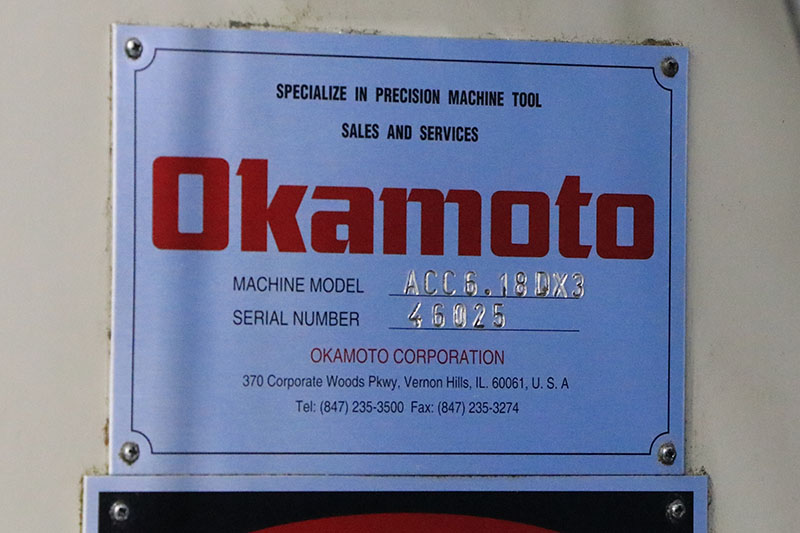 SPECIALIZE IN PRECISION MACHINE TOOL
SALES AND SERVICES
Okamoto
MACHINE MODEL ACC6.18DX3
SERIAL NUMBER 46025
OKAMOTO CORPORATION
370 Corporate Woods Pkwy, Vernon Hills, IL. 60061, U. S. A
Tel: (847) 235-3500 Fax: (847) 235-3274